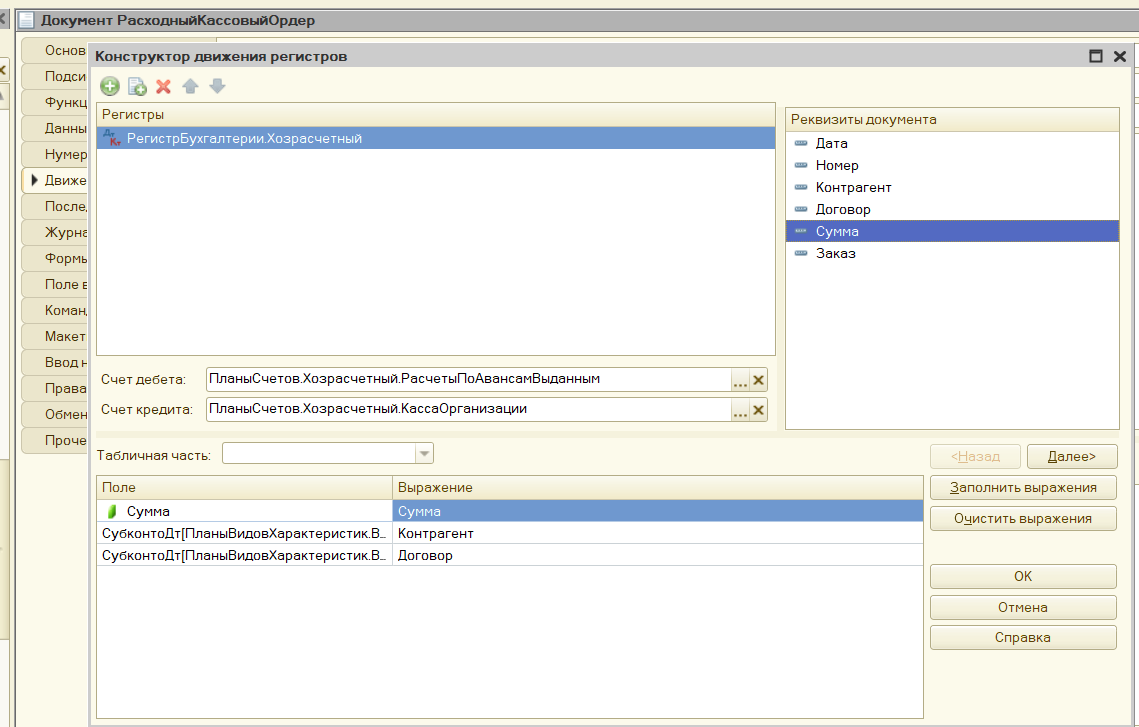 Документ РасходныйКассовыйОрдер
Основ
Подси
Функц
Данны
Нумер
Движе
После
Журна
Формы
Поле в
Коман
Макет
Ввод н
Права
Обмен
Проче
Конструктор движения регистров
Регистры
РегистрБухгалтерии.Хозрасчетный
Реквизиты документа
Дата
Номер
Контрагент
Договор
Сумма
Заказ
Счет дебета: ПланыСчетов.Хозрасчетный.РасчетыПоАвансамВыданным ...
Счет кредита: ПланыСчетов.Хозрасчетный.КассаОрганизации ...
Табличная часть:
<Назад Далее>
Заполнить выражения
Очистить выражения
Поле Выражение
Сумма Сумма
СубконтоДт[ПланыВидовХарактеристик.В... Контрагент
СубконтоДт[ПланыВидовХарактеристик.В... Договор
OK
Отмена
Справка